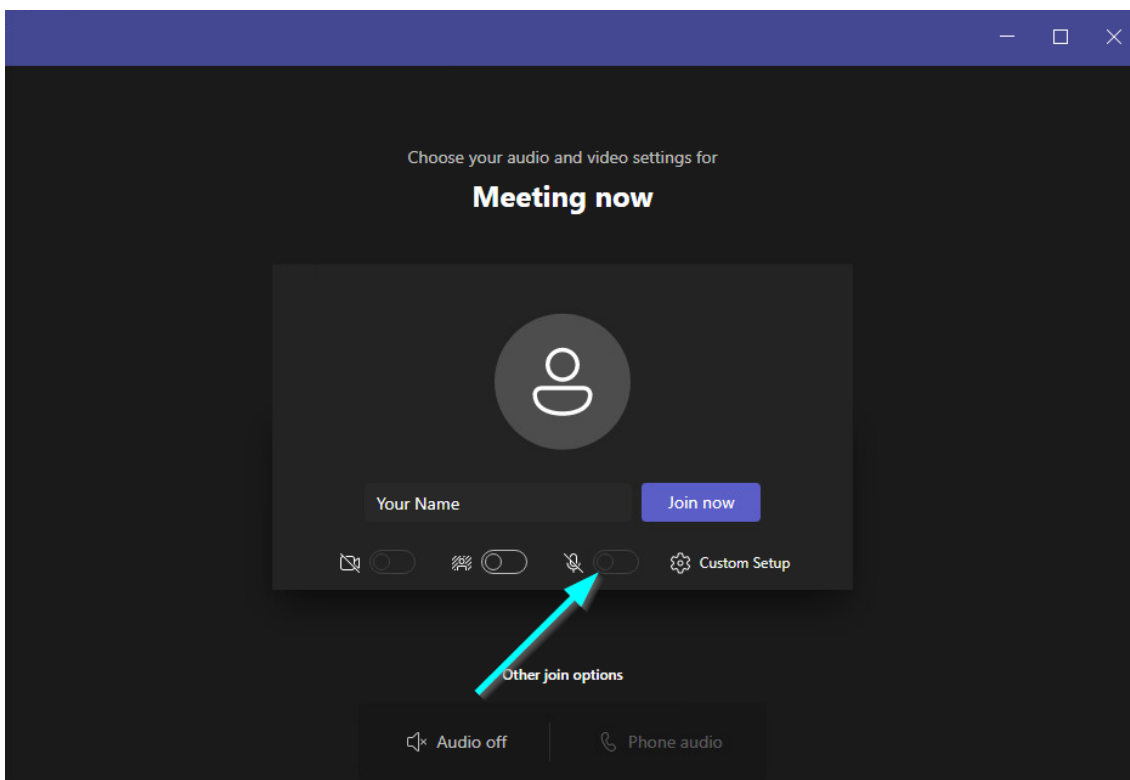 Choose your audio and video settings for
Meeting now
Your Name
Join now
Custom Setup
Other join options
Audio off
Phone audio